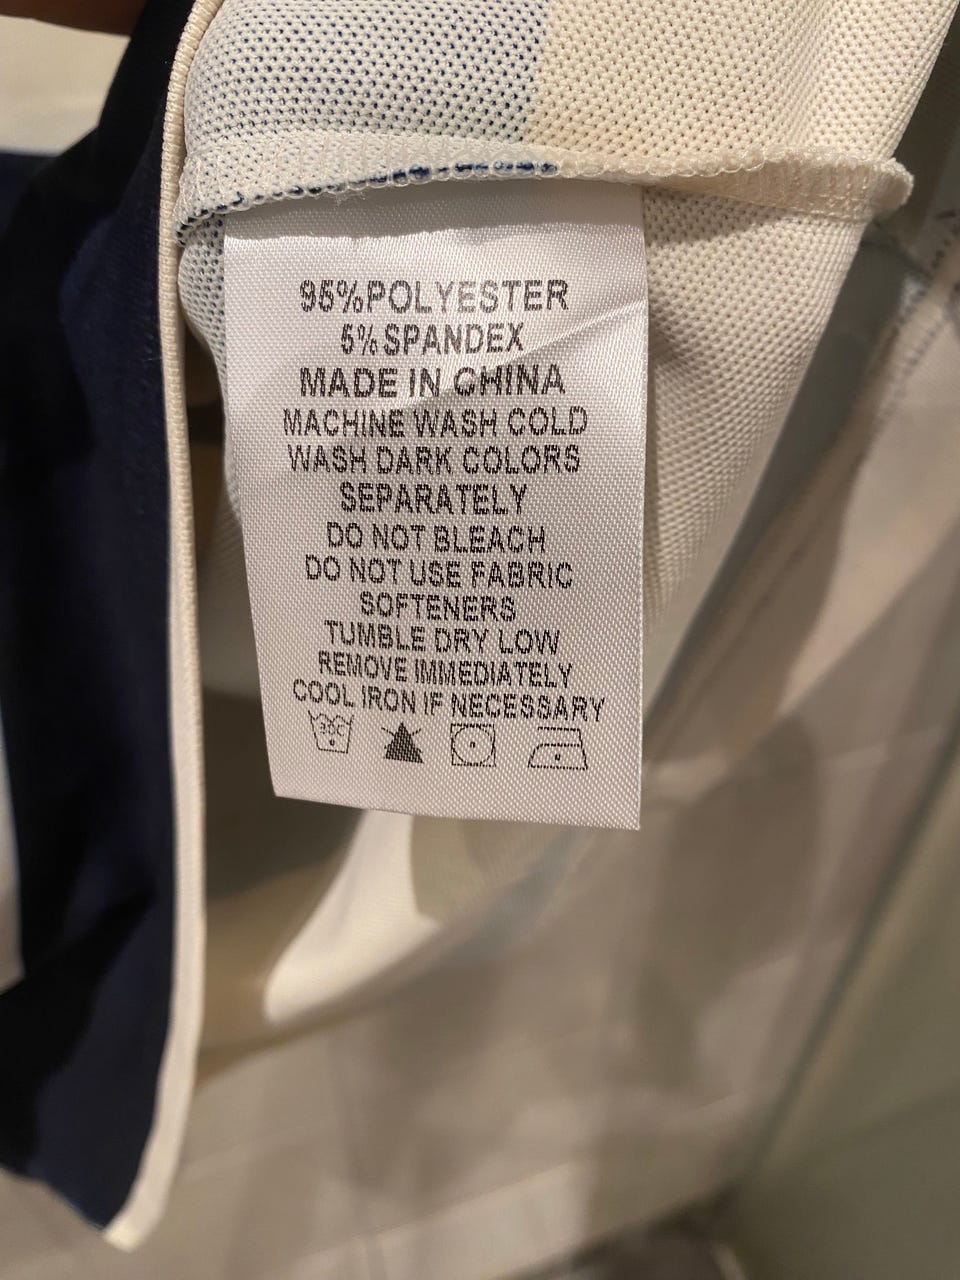 95%POLYESTER
5%SPANDEX
MADE IN CHINA
MACHINE WASH COLD
WASH DARK COLORS
SEPARATELY
DO NOT BLEACH
DO NOT USE FABRIC
SOFTENERS
TUMBLE DRY LOW
REMOVE IMMEDIATELY
COOL IRON IF NECESSARY
30C